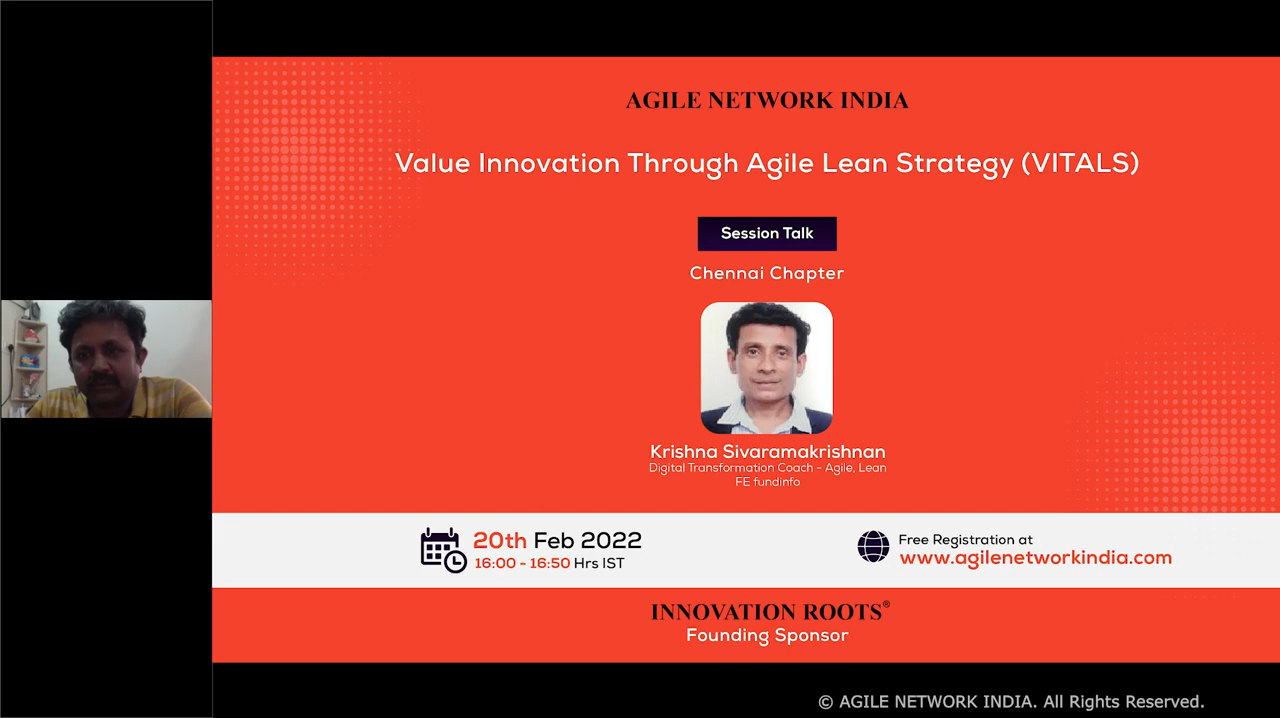 AGILE NETWORK INDIA
Value Innovation Through Agile Lean Strategy (VITALS)
Session Talk
Chennai Chapter
Krishna Sivaramakrishnan
Digital Transformation Coach - Agile, Lean
FE fundinfo
20th Feb 2022
16:00 - 16:50 Hrs IST
Free Registration at
www.agilenetworkindia.com
INNOVATION ROOTS®
Founding Sponsor
© AGILE NETWORK INDIA. All Rights Reserved.